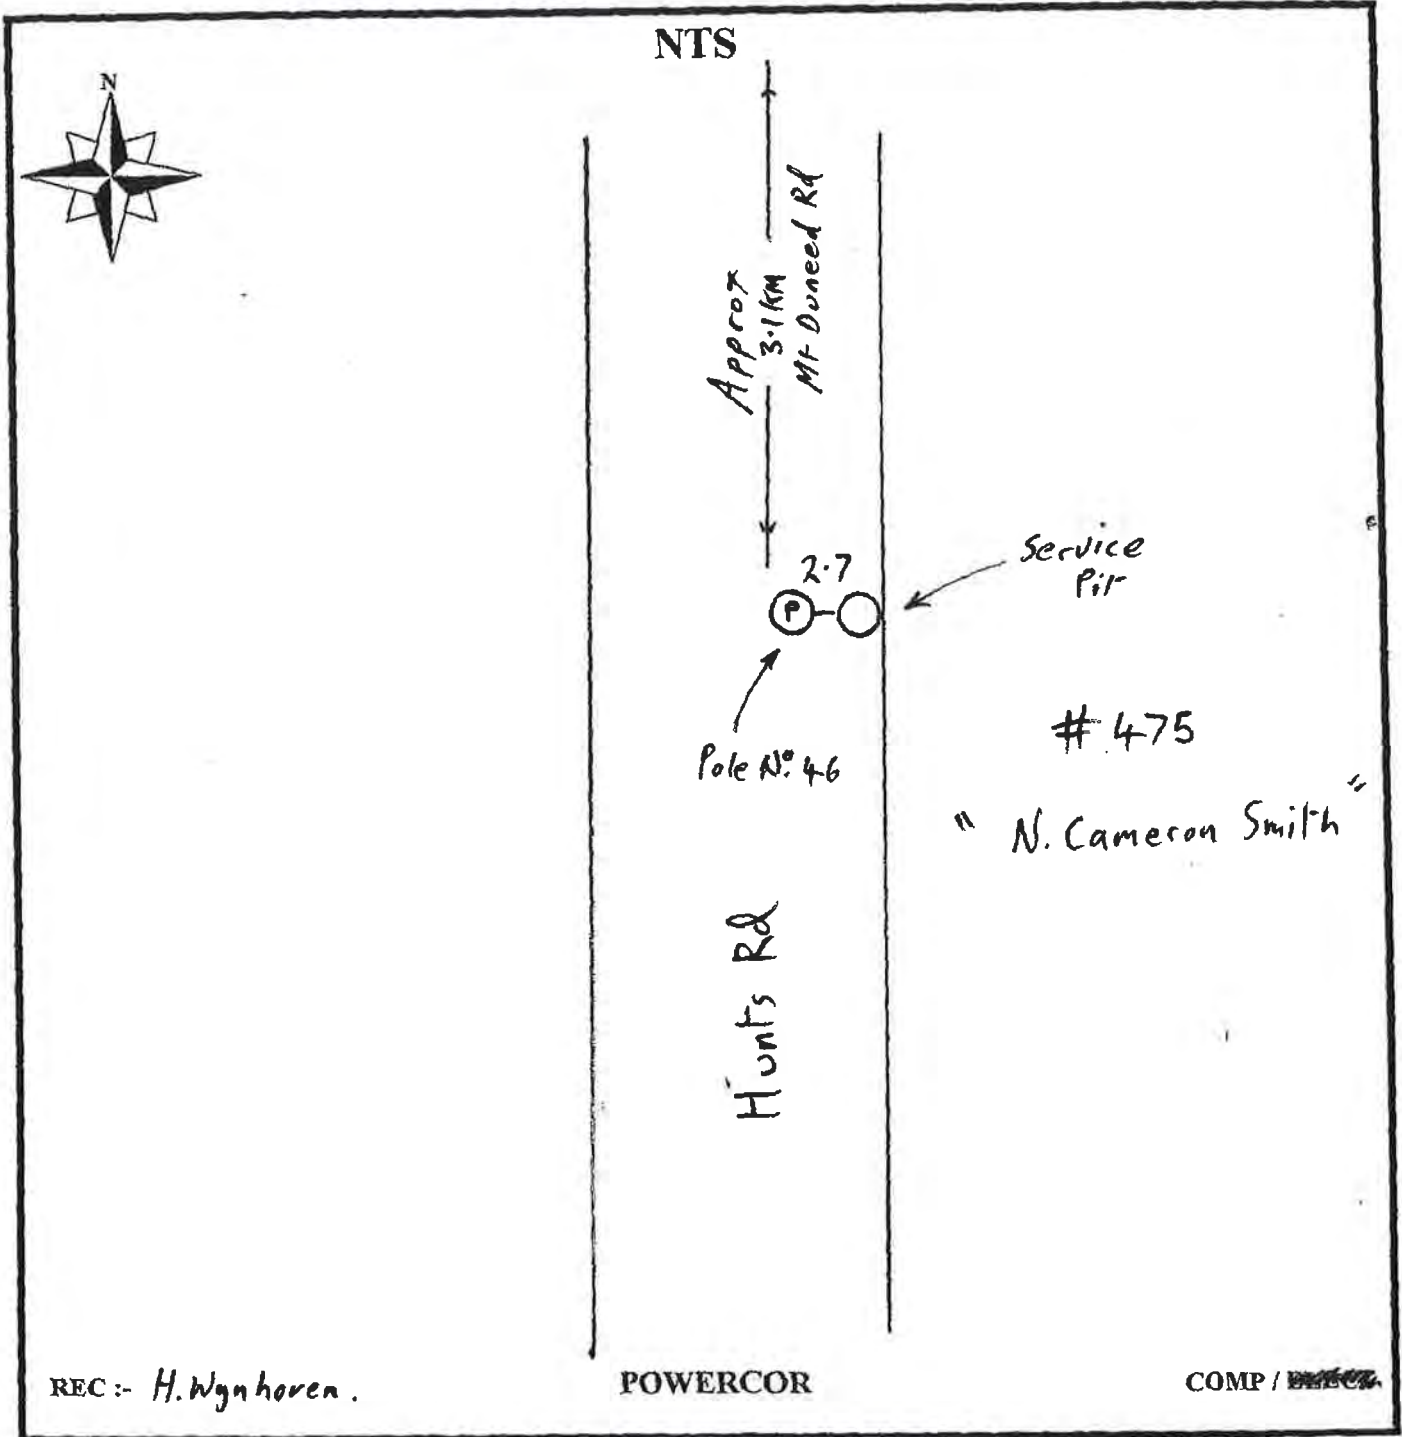 NTS
N
Approx
3.1KM
Mt Duneed Rd
2.7
Service
Pit
P
Pole No. 46
# 475
" N. Cameron Smith "
Hunts Rd
REC :- H. Wynhoven.
POWERCOR
COMP /